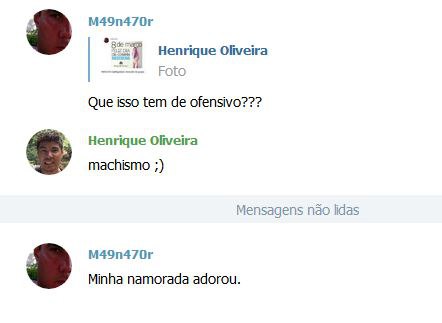 M49n470r
Henrique Oliveira
Foto
Que isso tem de ofensivo???
Henrique Oliveira
machismo ;)
Mensagens não lidas
M49n470r
Minha namorada adorou.